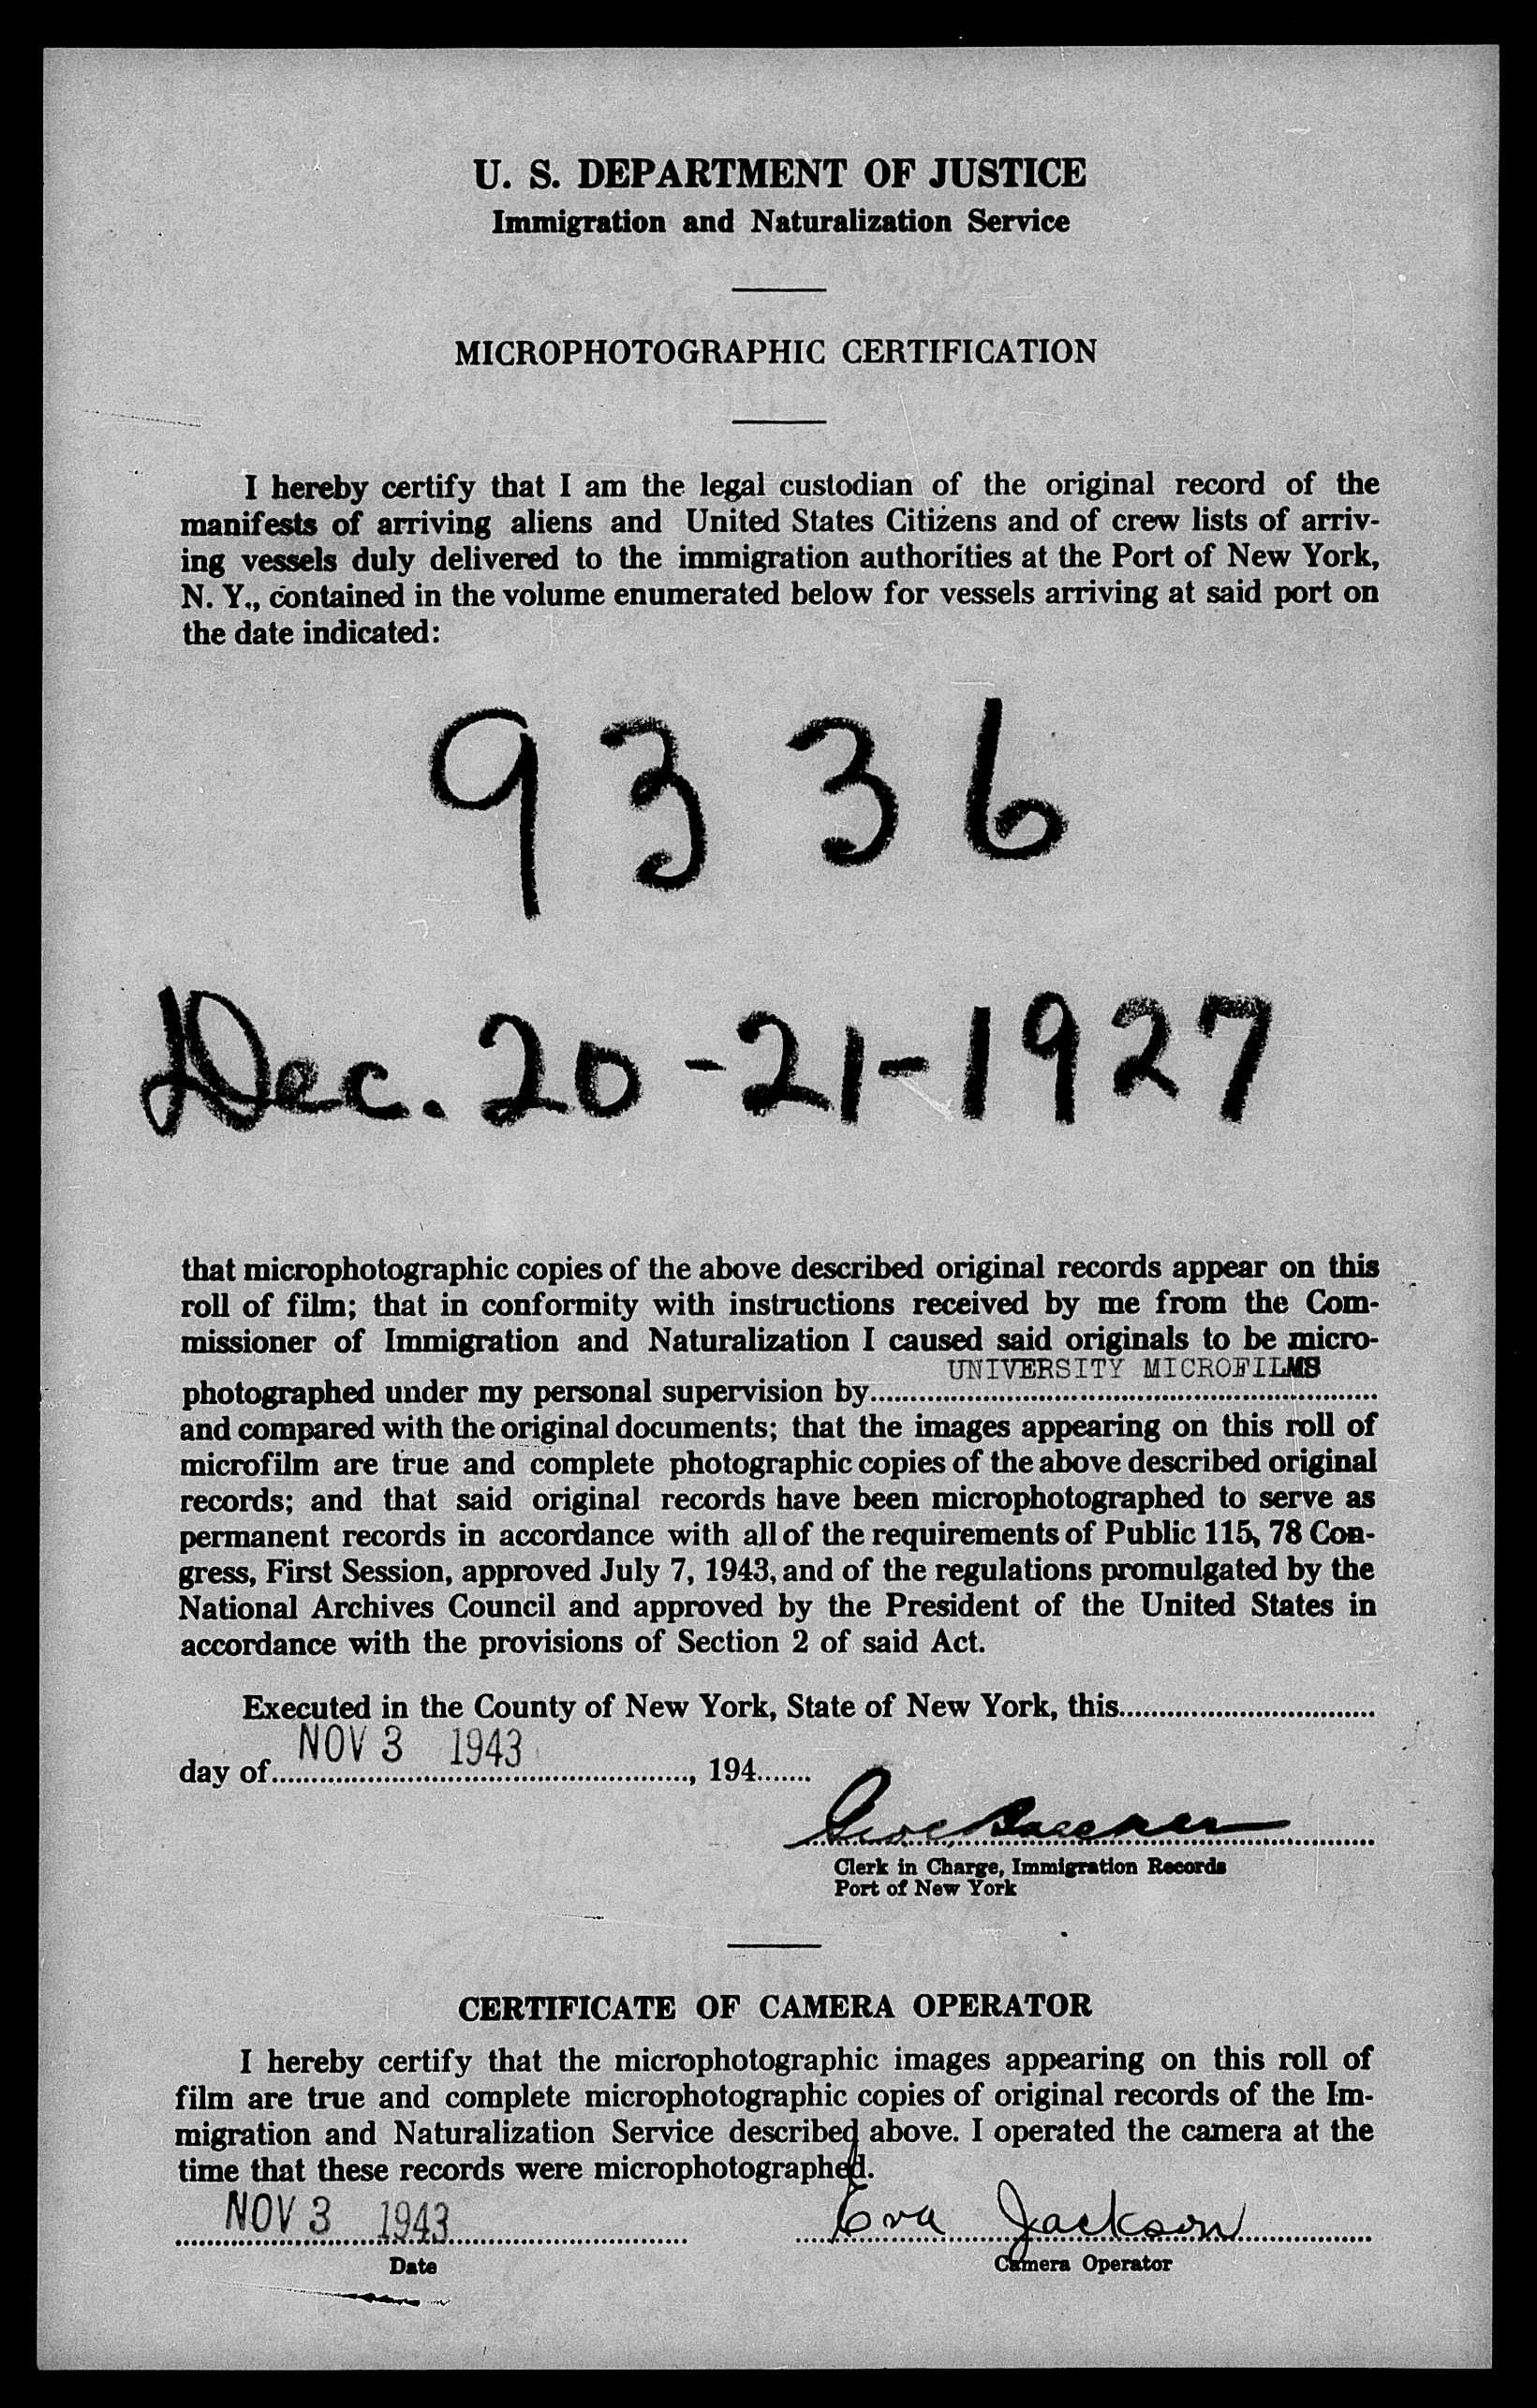 U. S. DEPARTMENT OF JUSTICE
Immigration and Naturalization Service
MICROPHOTOGRAPHIC CERTIFICATION
I hereby certify that I am the legal custodian of the original record of the
manifests of arriving aliens and United States Citizens and of crew lists of arriv-
ing vessels duly delivered to the immigration authorities at the Port of New York,
N. Y., contained in the volume enumerated below for vessels arriving at said port on
the date indicated:
9336
Dec. 20-21-1927
that microphotographic copies of the above described original records appear on this
roll of film; that in conformity with instructions received by me from the Com-
missioner of Immigration and Naturalization I caused said originals to be micro-
UNIVERSITY MICROFILMS
photographed under my personal supervision by
and compared with the original documents; that the images appearing on this roll of
microfilm are true and complete photographic copies of the above described original
records; and that said original records have been microphotographed to serve as
permanent records in accordance with all of the requirements of Public 115, 78 Con-
gress, First Session, approved July 7, 1943, and of the regulations promulgated by the
National Archives Council and approved by the President of the United States in
accordance with the provisions of Section 2 of said Act.
Executed in the County of New York, State of New York, this
NOV 3 1943
day of , 194
Clerk in Charge, Immigration Records
Port of New York
CERTIFICATE OF CAMERA OPERATOR
I hereby certify that the microphotographic images appearing on this roll of
film are true and complete microphotographic copies of original records of the Im-
migration and Naturalization Service described above. I operated the camera at the
time that these records were microphotographed.
NOV 3 1943 Eva Jackson
Date Camera Operator